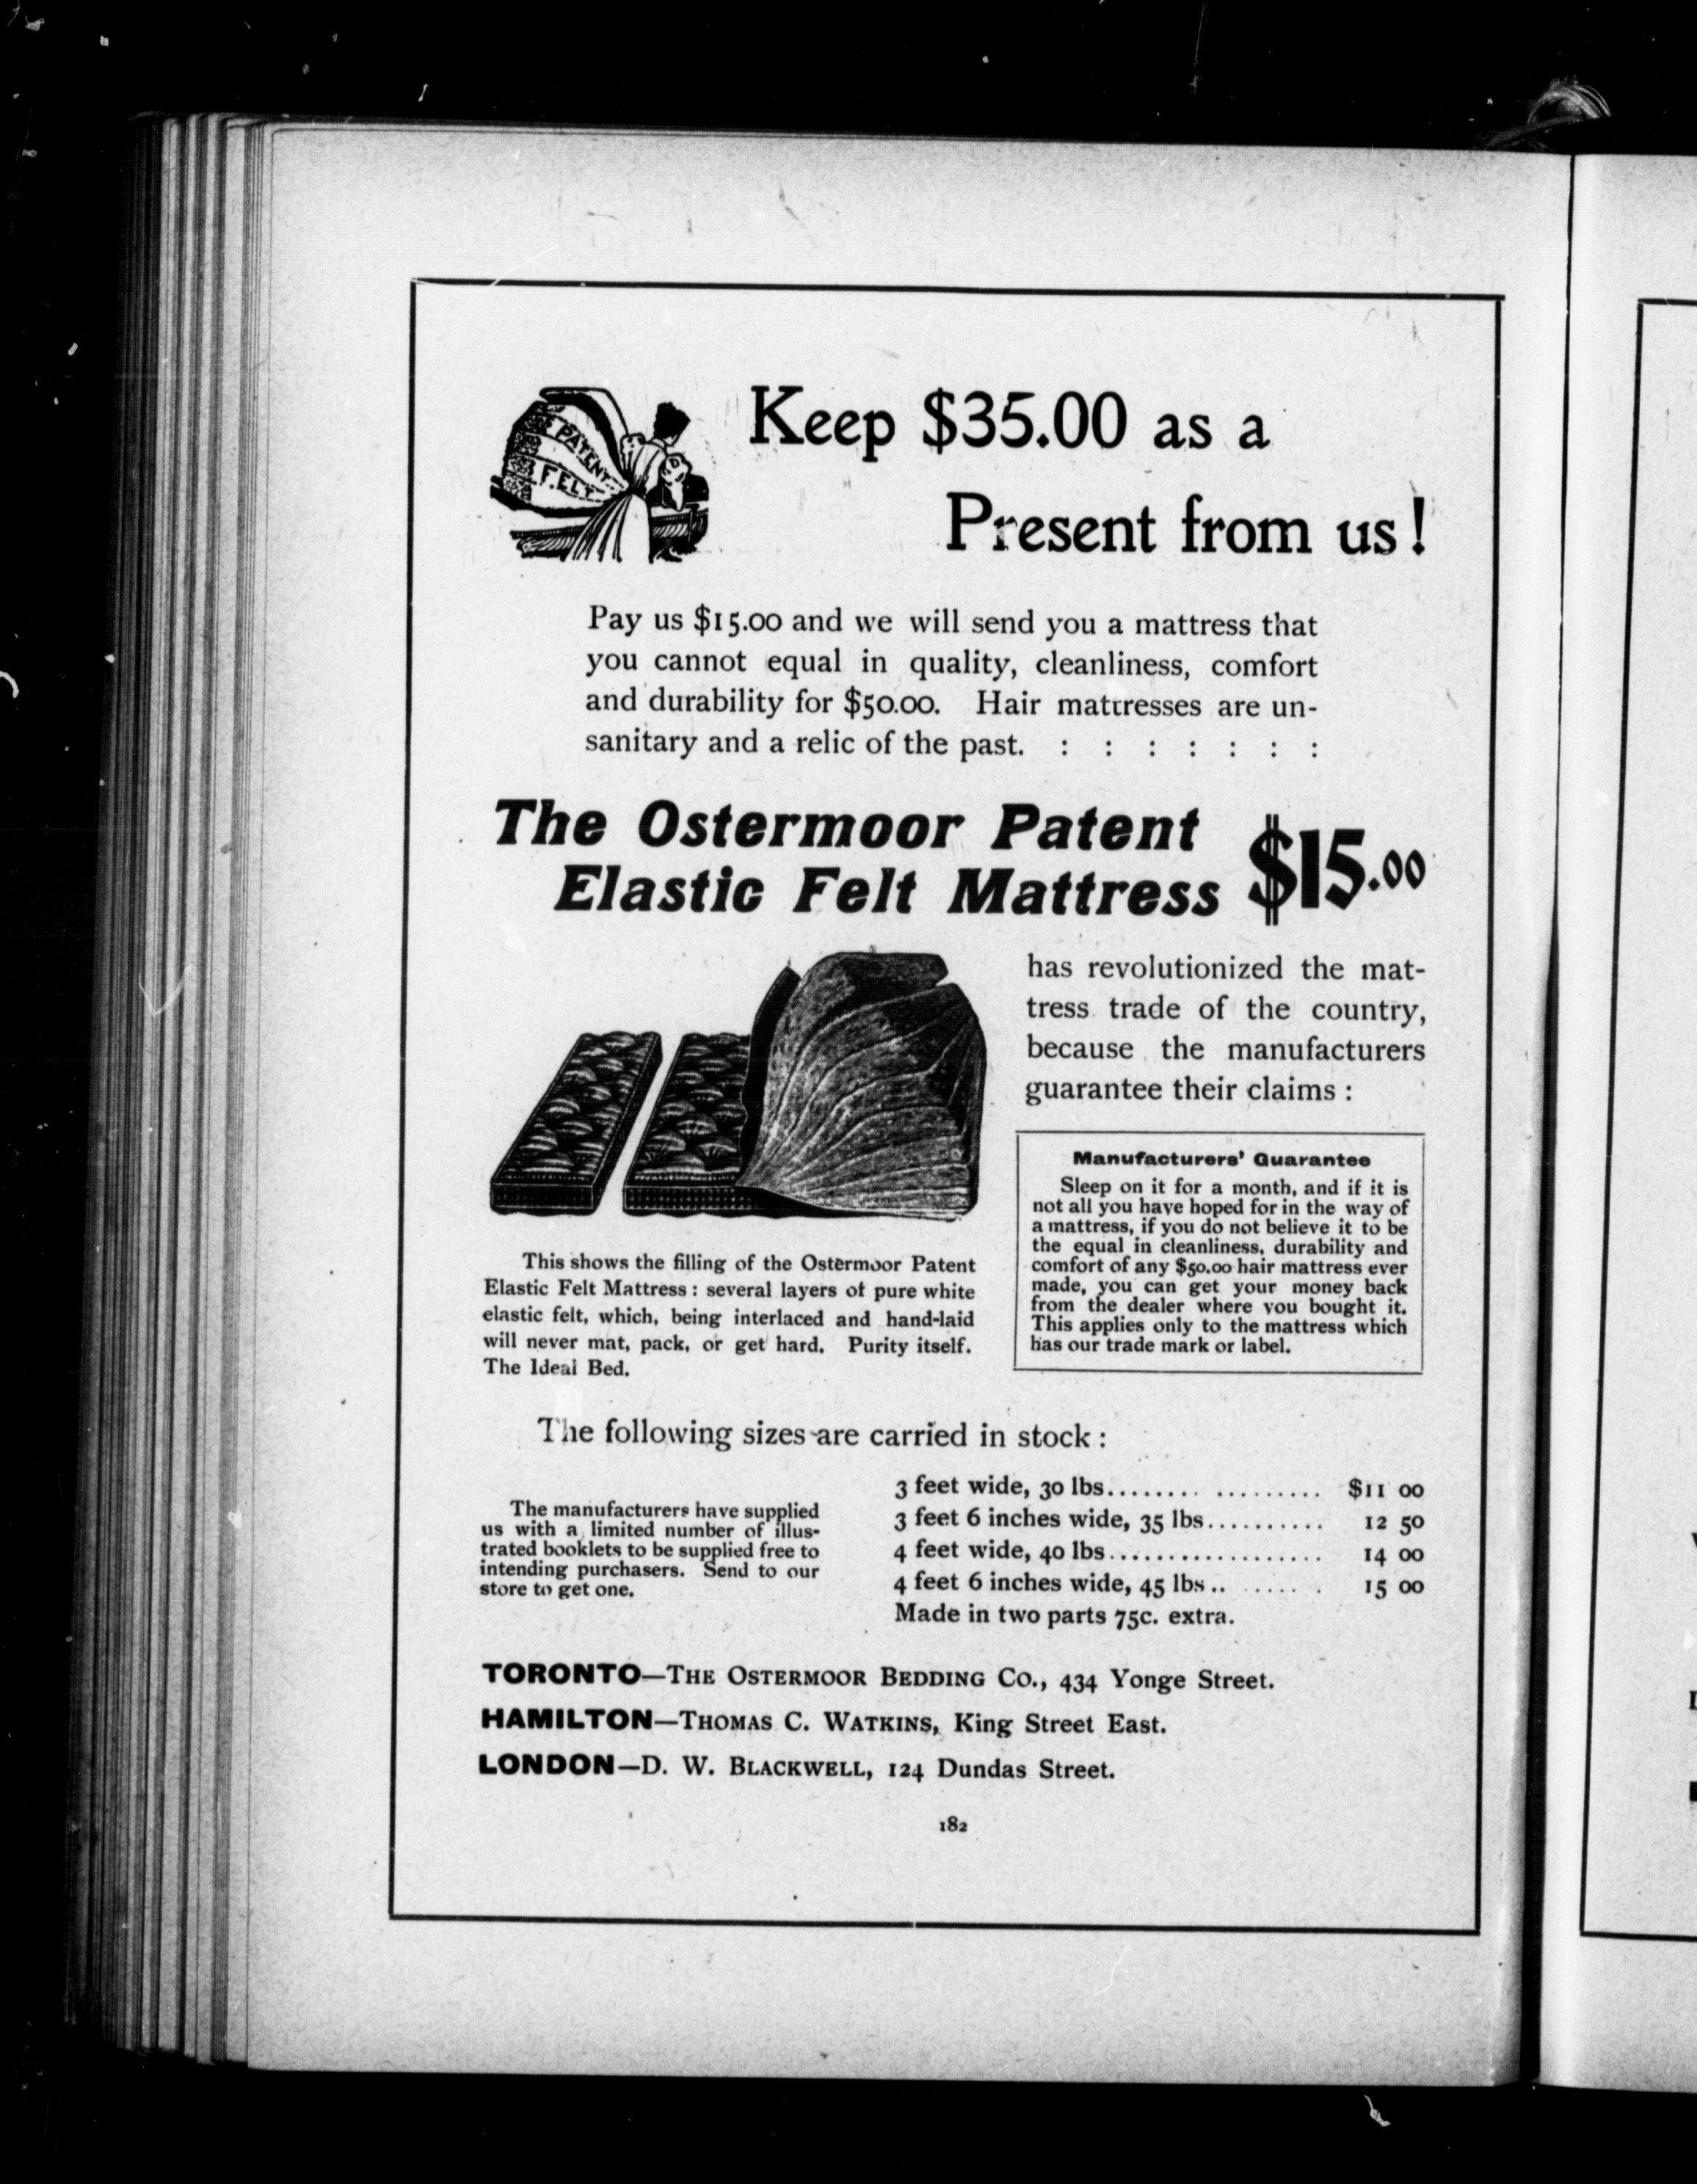 PATENT
FELT
Keep $35.00 as a
Present from us!
Pay us $15.00 and we will send you a mattress that
you cannot equal in quality, cleanliness, comfort
and durability for $50.00. Hair mattresses are un-
sanitary and a relic of the past. : : : : : : :
The Ostermoor Patent
Elastic Felt Mattress $15.00
has revolutionized the mat-
tress trade of the country,
because the manufacturers
guarantee their claims :
Manufacturers' Guarantee
Sleep on it for a month, and if it is
not all you have hoped for in the way of
a mattress, if you do not believe it to be
the equal in cleanliness, durability and
comfort of any $50.00 hair mattress ever
made, you can get your money back
from the dealer where you bought it.
This applies only to the mattress which
has our trade mark or label.
This shows the filling of the Ostermoor Patent
Elastic Felt Mattress : several layers of pure white
elastic felt, which, being interlaced and hand-laid
will never mat, pack, or get hard. Purity itself.
The Ideal Bed.
The following sizes are carried in stock :
The manufacturers have supplied
us with a limited number of illus-
trated booklets to be supplied free to
intending purchasers. Send to our
store to get one.
3 feet wide, 30 lbs........ ......... $11 00
3 feet 6 inches wide, 35 lbs.......... 12 50
4 feet wide, 40 lbs.................. 14 00
4 feet 6 inches wide, 45 lbs.. ...... . 15 00
Made in two parts 75c. extra.
TORONTO—THE OSTERMOOR BEDDING CO., 434 Yonge Street.
HAMILTON—THOMAS C. WATKINS, King Street East.
LONDON—D. W. BLACKWELL, 124 Dundas Street.
182